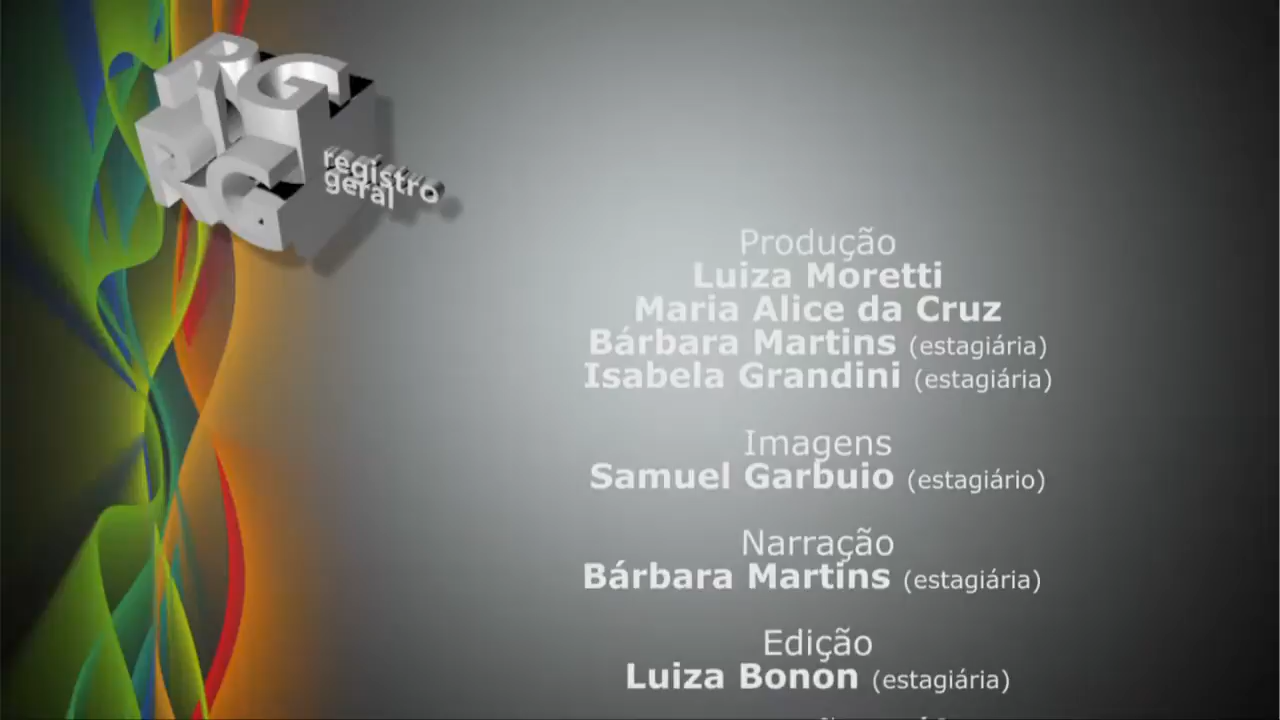 RG
RG
registro
geral
Produção
Luiza Moretti
Maria Alice da Cruz
Bárbara Martins (estagiária)
Isabela Grandini (estagiária)
Imagens
Samuel Garbuio (estagiário)
Narração
Bárbara Martins (estagiária)
Edição
Luiza Bonon (estagiária)